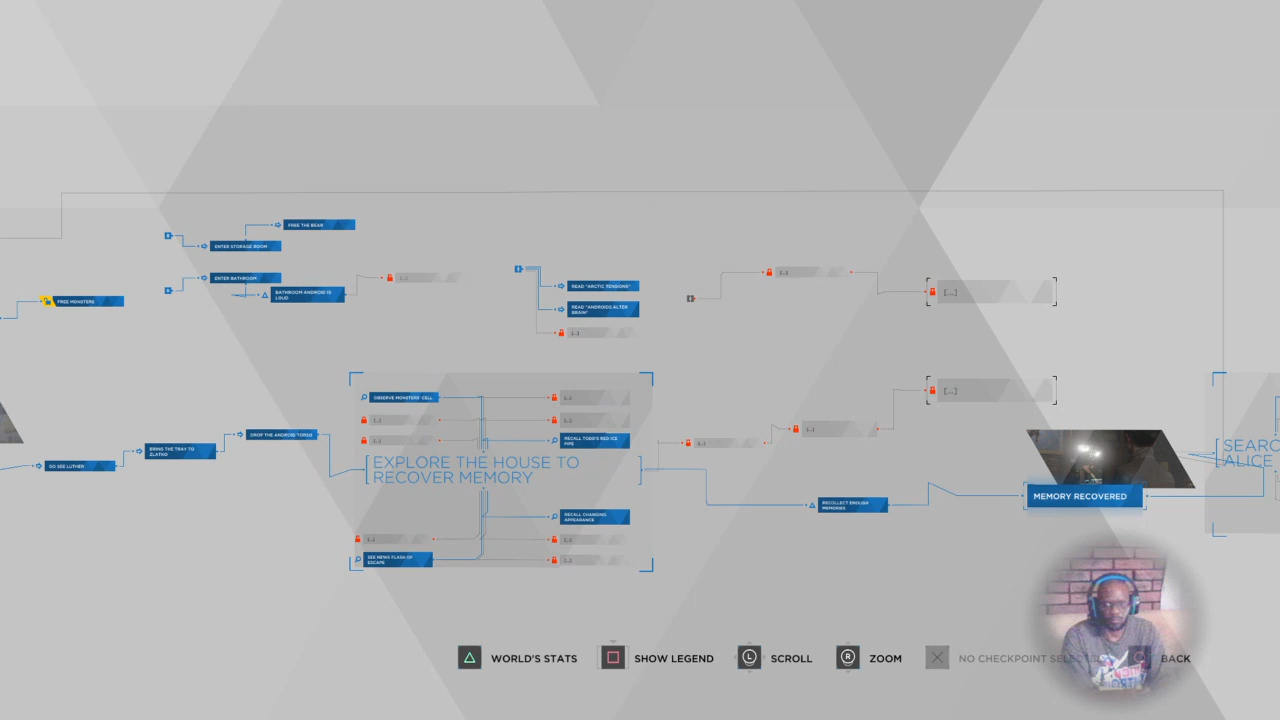 FREE THE BEAR
ENTER STORAGE ROOM
ENTER BATHROOM
[...]
BATHROOM ANDROID IS
LOUD
FREE MONSTERS
[...]
READ "ARCTIC TENSIONS"
READ "ANDROIDS ALTER
BRAIN"
[...]
[...]
OBSERVE MONSTERS' CELL
[...]
[...]
[...]
[...]
RECALL TODD'S RED ICE
PIPE
[...]
[...]
[...]
DROP THE ANDROID TORSO
BRING THE TRAY TO
ZLATKO
GO SEE LUTHER
EXPLORE THE HOUSE TO
RECOVER MEMORY
SEARC
ALICE
RECOLLECT ENOUGH
MEMORIES
MEMORY RECOVERED
RECALL CHANGING
APPEARANCE
[...]
[...]
SEE NEWS FLASH OF
ESCAPE
[...]
WORLD'S STATS
SHOW LEGEND
L
SCROLL
R
ZOOM
NO CHECKPOINT SELEC
BACK